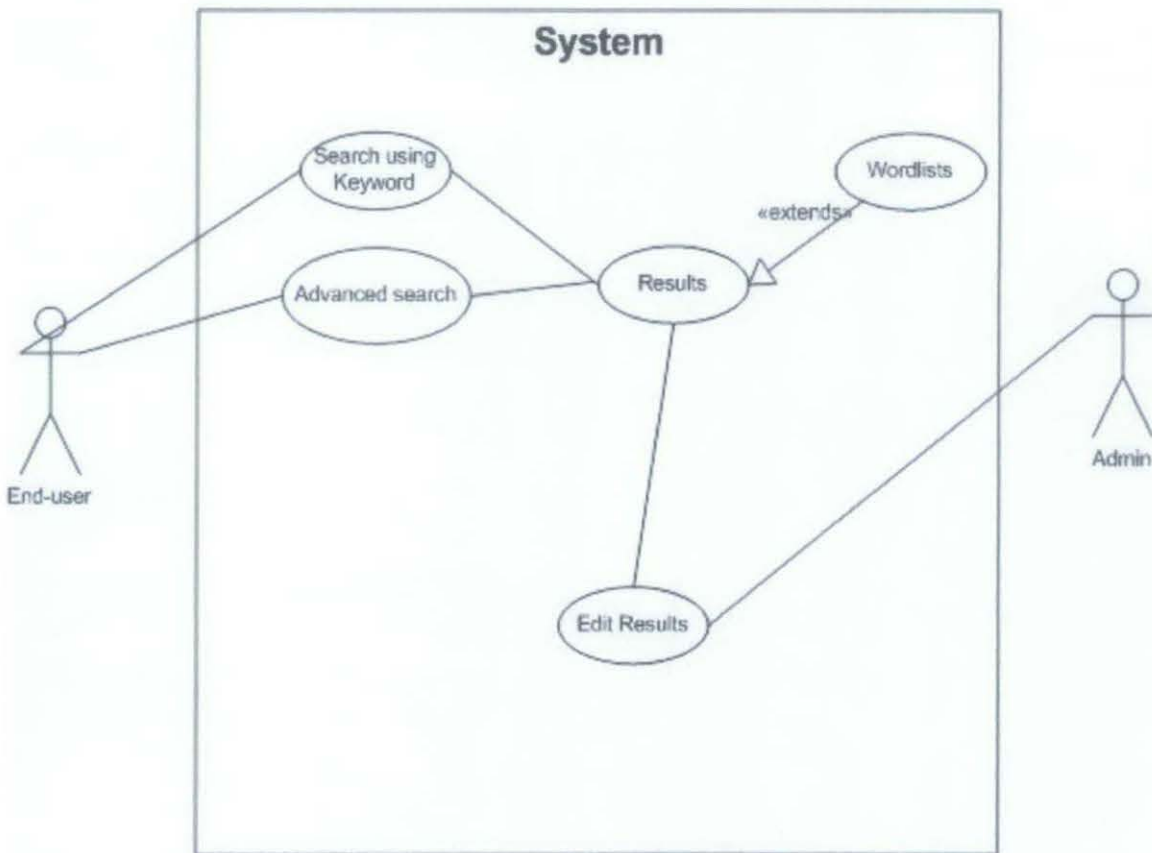 System
Search using
Keyword
Wordlists
«extends»
Advanced search
Results
End-user
Admin
Edit Results